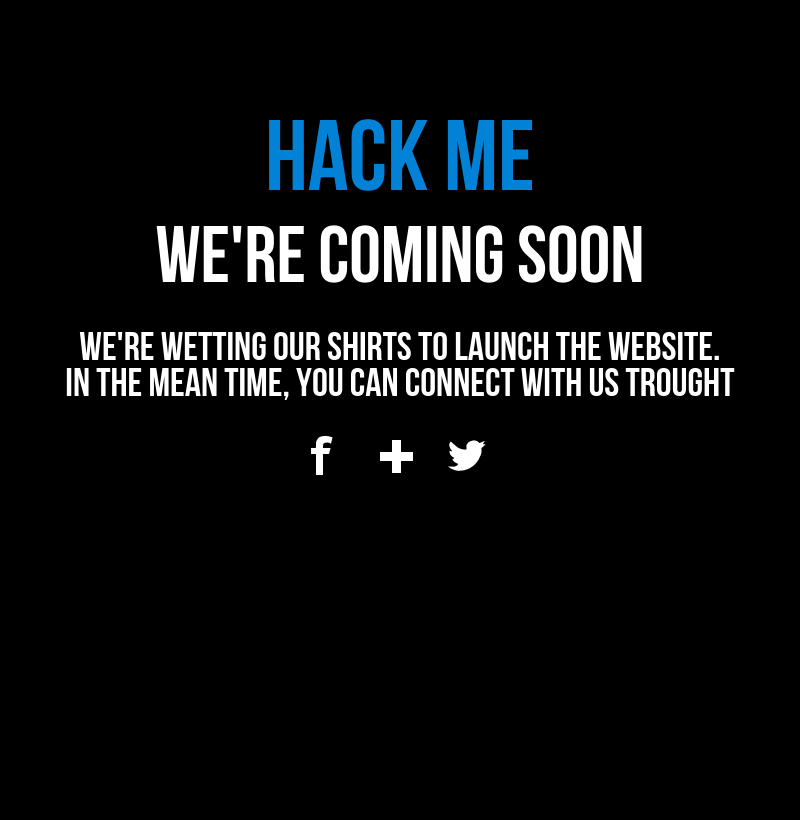 HACK ME
WE'RE COMING SOON
WE'RE WETTING OUR SHIRTS TO LAUNCH THE WEBSITE.
IN THE MEAN TIME, YOU CAN CONNECT WITH US TROUGHT